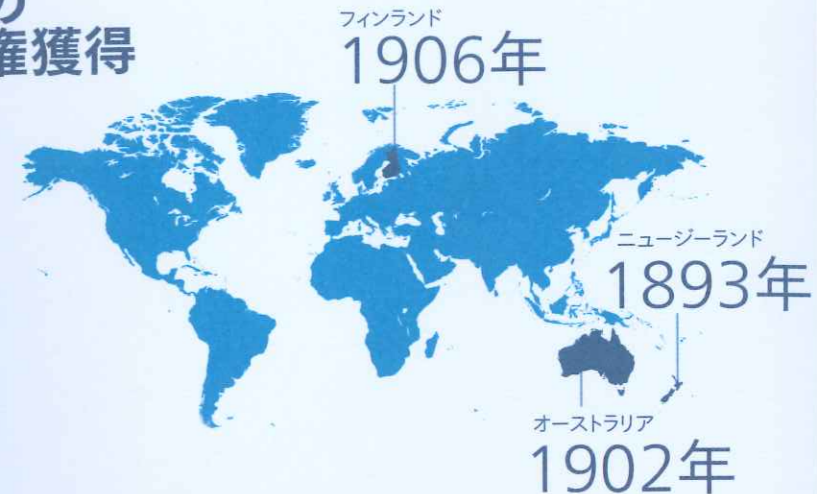 の
権獲得
フィンランド
1906年
ニュージーランド
1893年
オーストラリア
1902年